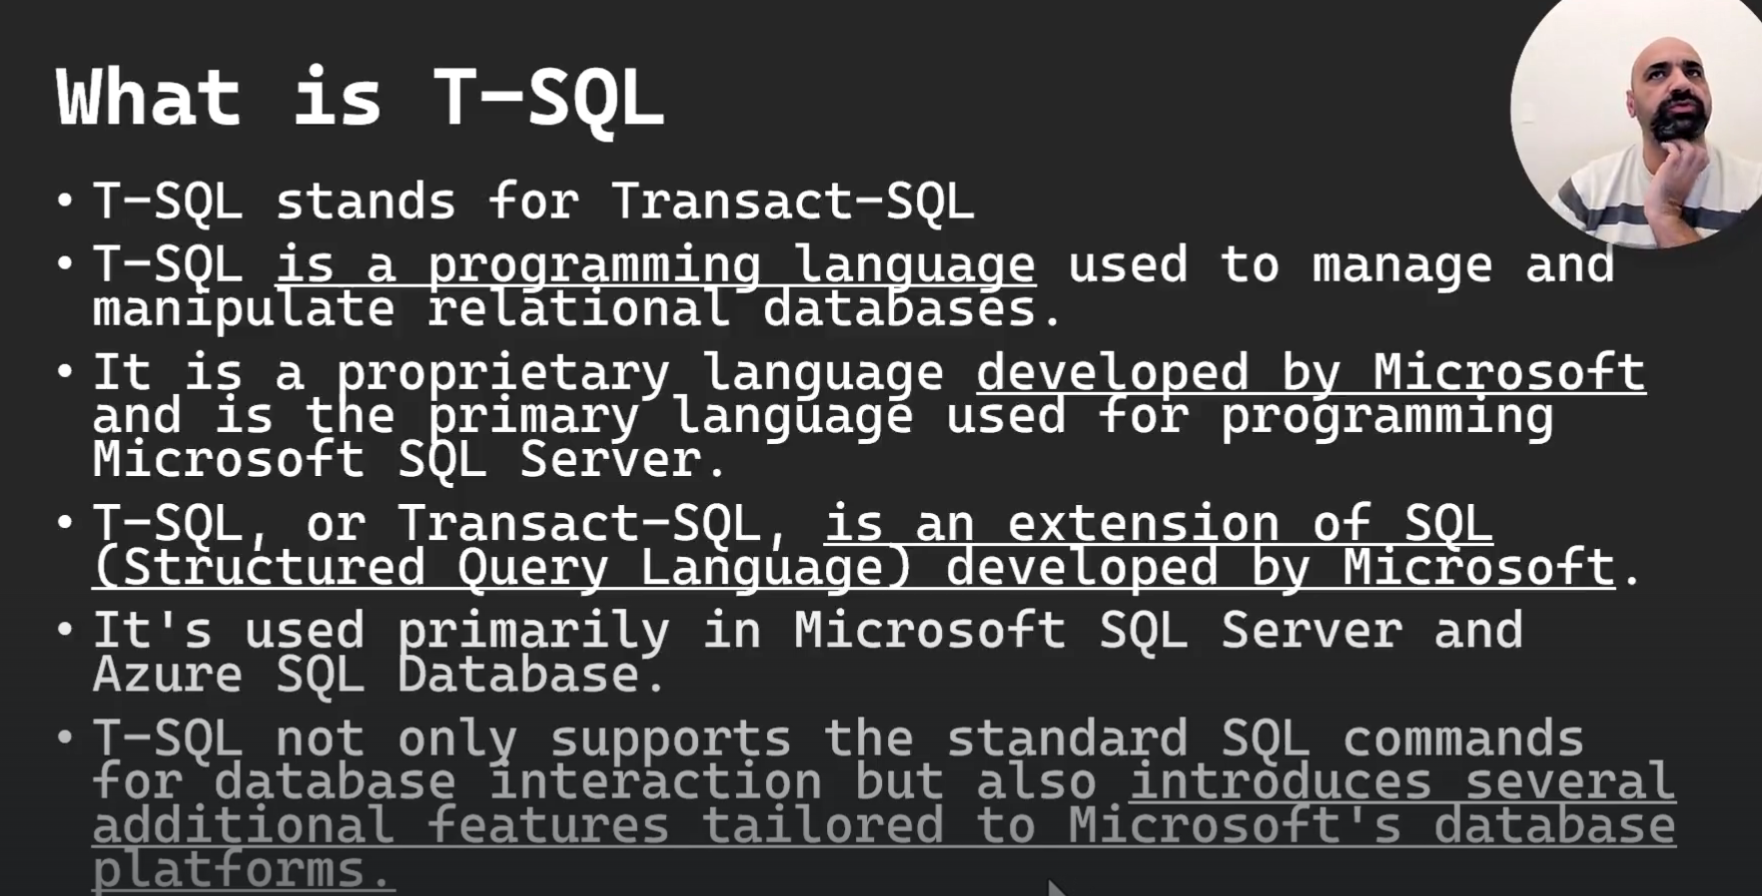 What is T-SQL
• T-SQL stands for Transact-SQL
• T-SQL is a programming language used to manage and
manipulate relational databases.
• It is a proprietary language developed by Microsoft
and is the primary language used for programming
Microsoft SQL Server.
• T-SQL, or Transact-SQL, is an extension of SQL
(Structured Query Language) developed by Microsoft.
• It's used primarily in Microsoft SQL Server and
Azure SQL Database.
• T-SQL not only supports the standard SQL commands
for database interaction but also introduces several
additional features tailored to Microsoft's database
platforms.